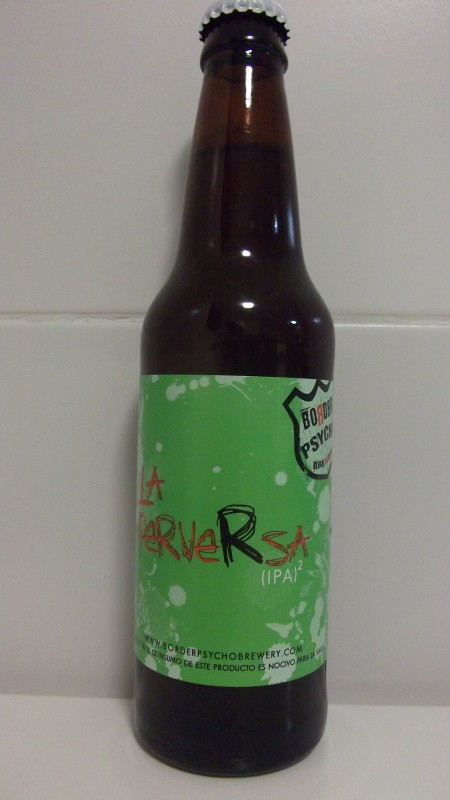 BORDER
PSYCHO
LA
PERVERSA
(IPA)²
WWW.BORDERPSYCHOBREWERY.COM
CONSUMO DE ESTE PRODUCTO ES NOCIVO PARA LA